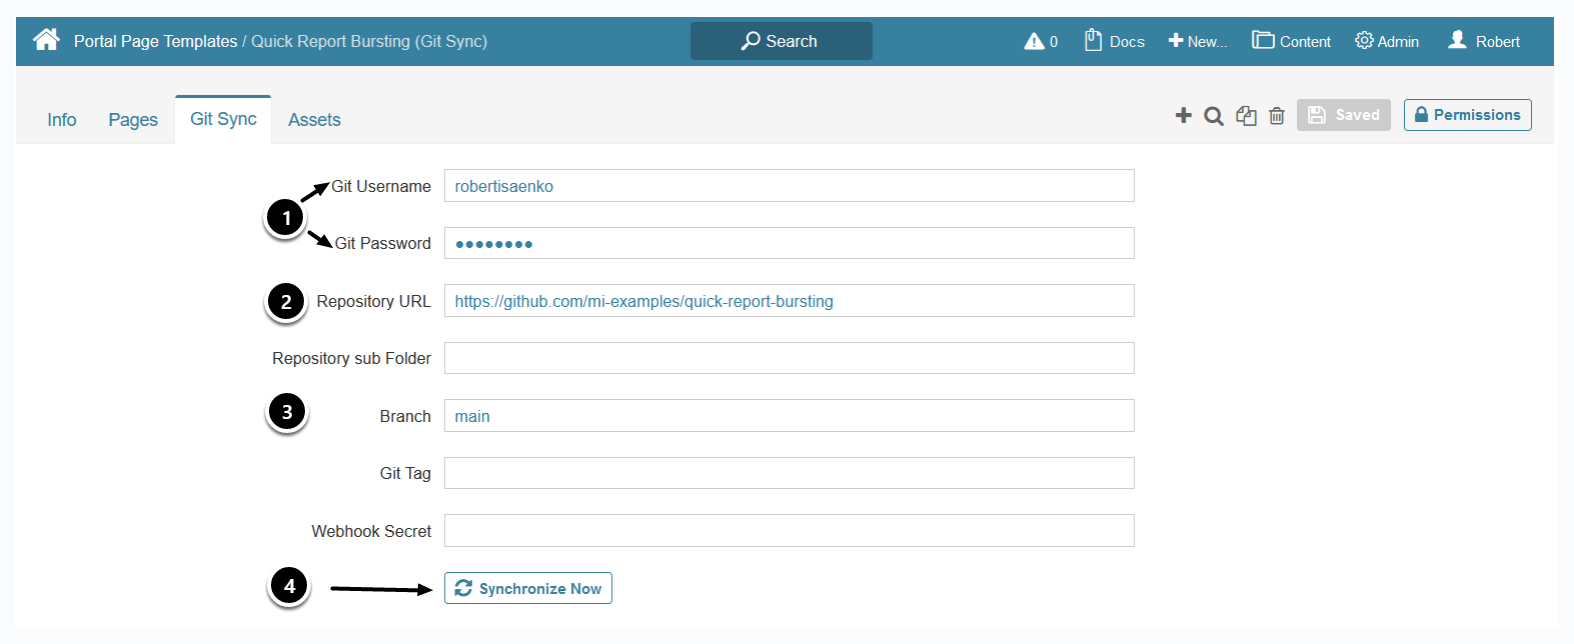 Portal Page Templates / Quick Report Bursting (Git Sync)
Search
0
Docs
New...
Content
Admin
Robert
Info
Pages
Git Sync
Assets
Saved
Permissions
1
Git Username
robertisaenko
Git Password
••••••••
2
Repository URL
https://github.com/mi-examples/quick-report-bursting
Repository sub Folder
3
Branch
main
Git Tag
Webhook Secret
4
Synchronize Now